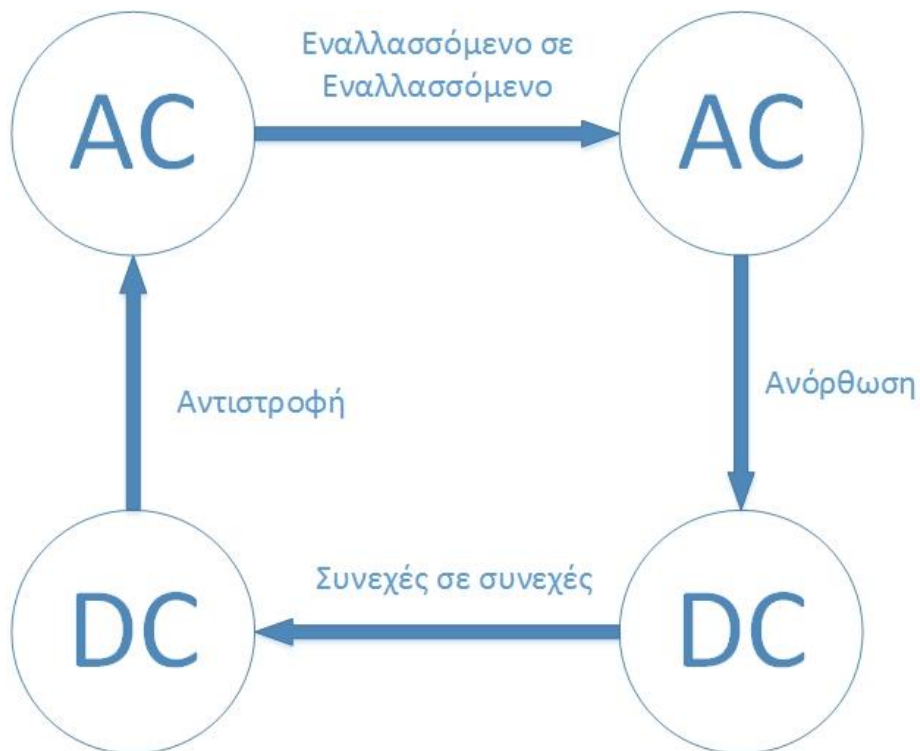 Εναλλασσόμενο σε
Εναλλασσόμενο
AC
AC
Αντιστροφή
Ανόρθωση
Συνεχές σε συνεχές
DC
DC